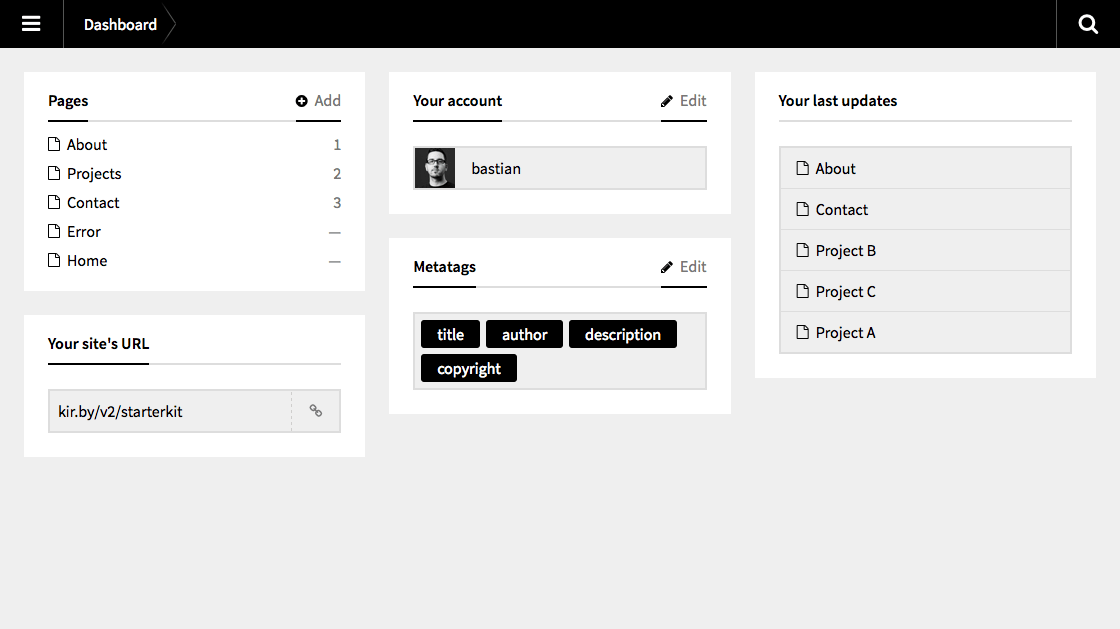 Dashboard
Pages
Add
About 1
Projects 2
Contact 3
Error —
Home —
Your site's URL
kir.by/v2/starterkit
Your account
Edit
bastian
Metatags
Edit
title author description
copyright
Your last updates
About
Contact
Project B
Project C
Project A